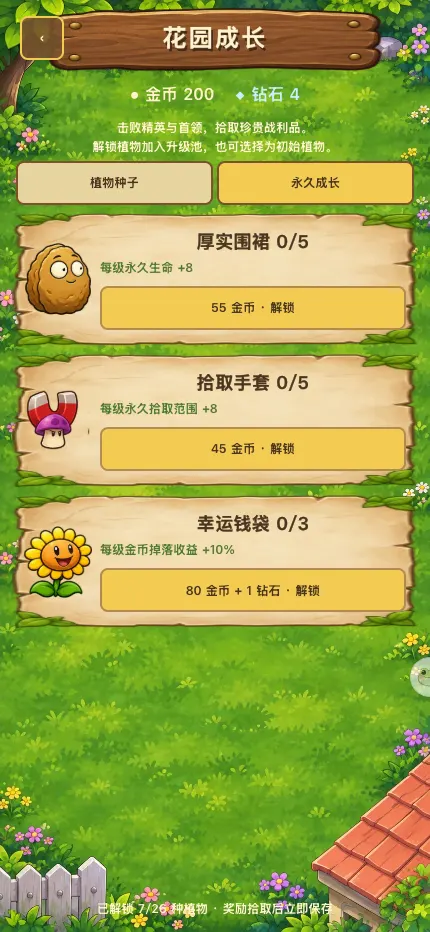 ‹
花园成长
金币 200 钻石 4
击败精英与首领，拾取珍贵战利品。
解锁植物加入升级池，也可选择为初始植物。
植物种子 永久成长
厚实围裙 0/5
每级永久生命 +8
55 金币 · 解锁
拾取手套 0/5
每级永久拾取范围 +8
45 金币 · 解锁
幸运钱袋 0/3
每级金币掉落收益 +10%
80 金币 + 1 钻石 · 解锁
已解锁 7/26 种植物 · 奖励拾取后立即保存